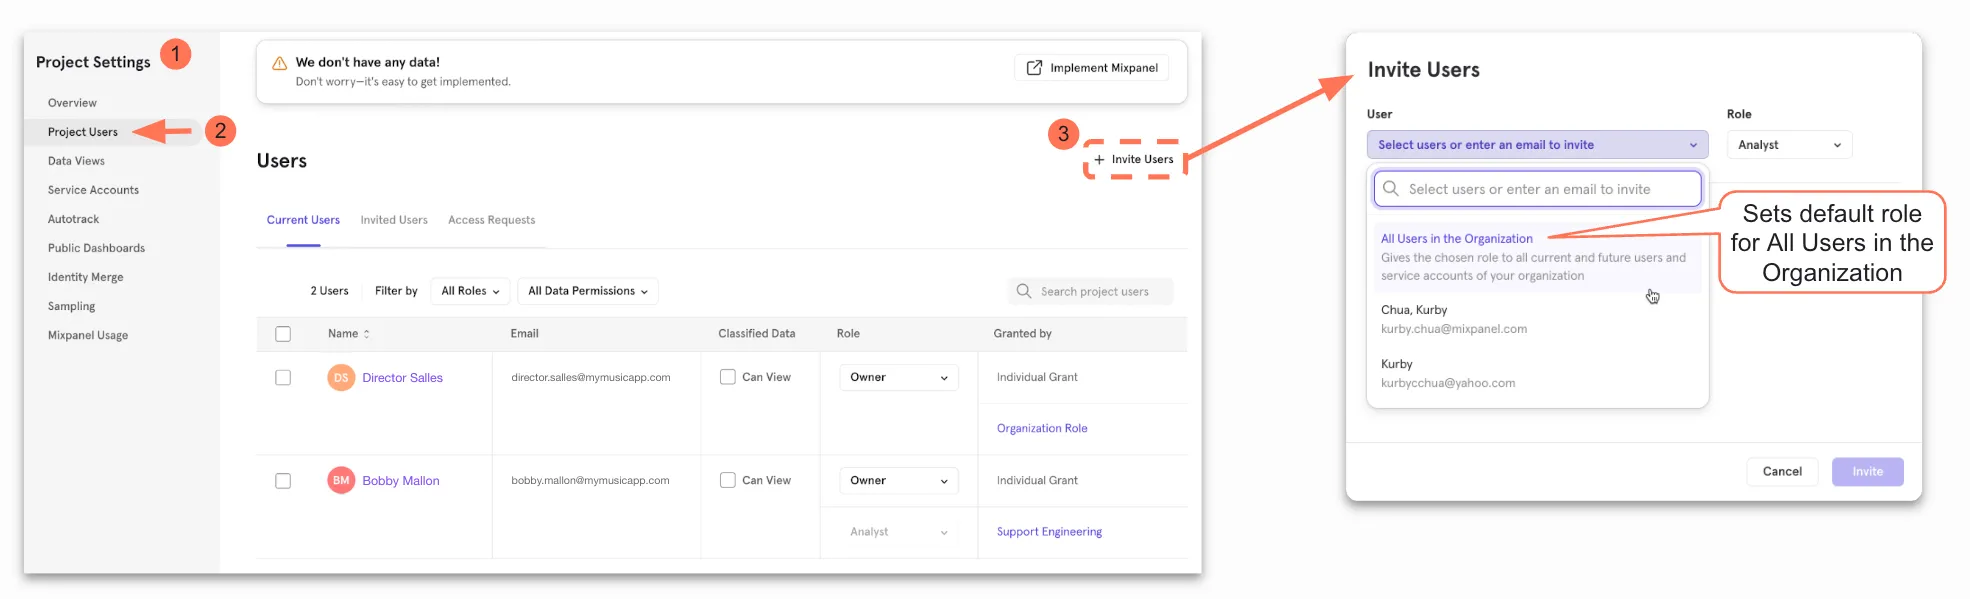 Project Settings
1
Overview
Project Users
2
Data Views
Service Accounts
Autotrack
Public Dashboards
Identity Merge
Sampling
Mixpanel Usage
We don't have any data!
Don't worry—it's easy to get implemented.
Implement Mixpanel
Users
3
+ Invite Users
Current Users Invited Users Access Requests
2 Users Filter by All Roles All Data Permissions Search project users
Name Email Classified Data Role Granted by
DS Director Salles director.salles@mymusicapp.com Can View Owner Individual Grant
Organization Role
BM Bobby Mallon bobby.mallon@mymusicapp.com Can View Owner Individual Grant
Analyst Support Engineering
Invite Users
User Role
Select users or enter an email to invite Analyst
Select users or enter an email to invite
All Users in the Organization
Gives the chosen role to all current and future users and
service accounts of your organization
Chua, Kurby
kurby.chua@mixpanel.com
Kurby
kurbycchua@yahoo.com
Sets default role
for All Users in the
Organization
Cancel Invite